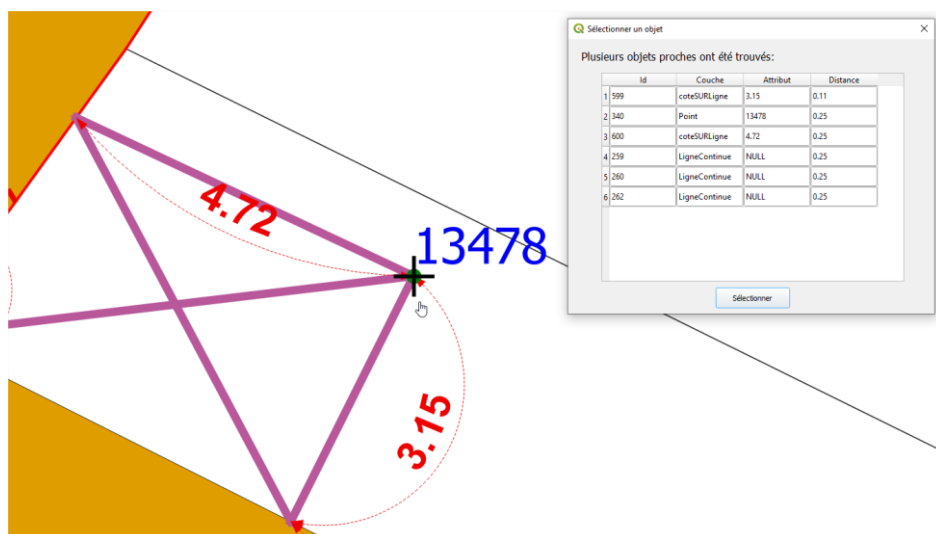 Sélectionner un objet
Plusieurs objets proches ont été trouvés:
Id Couche Attribut Distance
1 599 coteSURLigne 3.15 0.11
2 340 Point 13478 0.25
3 600 coteSURLigne 4.72 0.25
4 259 LigneContinue NULL 0.25
5 260 LigneContinue NULL 0.25
6 262 LigneContinue NULL 0.25
Sélectionner
4.72
13478
3.15